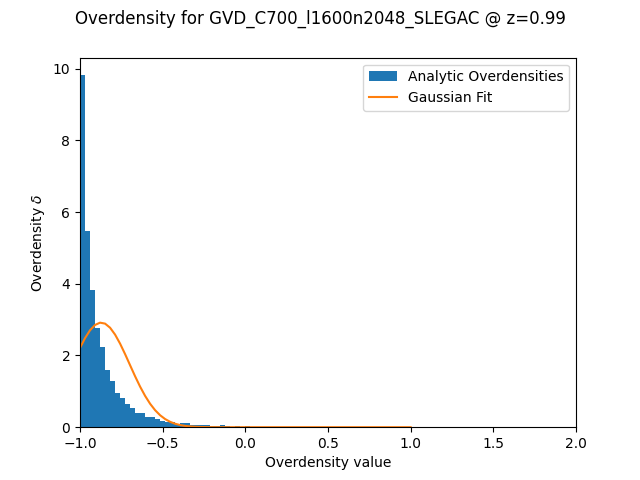 Overdensity for GVD_C700_l1600n2048_SLEGAC @ z=0.99
Analytic Overdensities
Gaussian Fit
Overdensity δ
10
8
6
4
2
0
−1.0 −0.5 0.0 0.5 1.0 1.5 2.0
Overdensity value